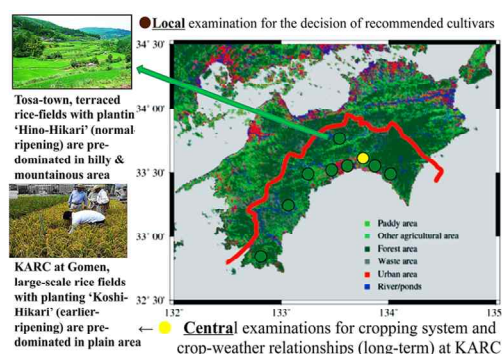 Local examination for the decision of recommended cultivars
Tosa-town, terraced
rice-fields with plantin
'Hino-Hikari' (normal-
ripening) are pre-
dominated in hilly &
mountainous area
KARC at Gomen,
large-scale rice fields
with planting 'Koshi-
Hikari' (earlier-
ripening) are pre-
dominated in plain area
34° 30'
34° 00'
33° 30'
33° 00'
32° 30'
132
133
134
135
Paddy area
Other agricultural area
Forest area
Waste area
Urban area
River/ponds
← Central examinations for cropping system and
crop-weather relationships (long-term) at KARC